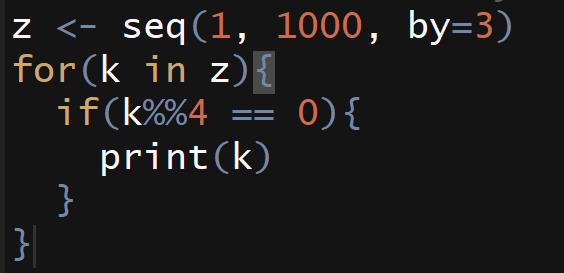 z <- seq(1, 1000, by=3)
for(k in z){
  if(k%%4 == 0){
    print(k)
  }
}